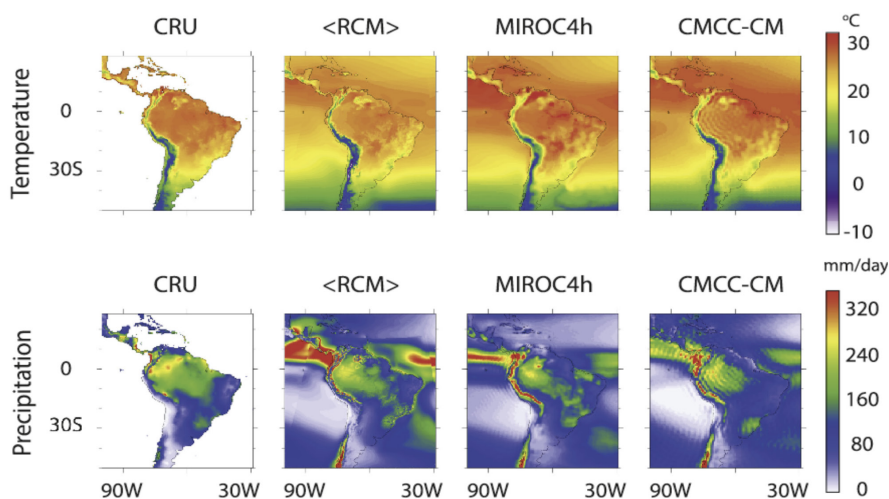 CRU <RCM> MIROC4h CMCC-CM
°C
Temperature
0
30S
30
20
10
0
-10
mm/day
CRU <RCM> MIROC4h CMCC-CM
Precipitation
0
30S
320
240
160
80
0
90W 30W 90W 30W 90W 30W 90W 30W